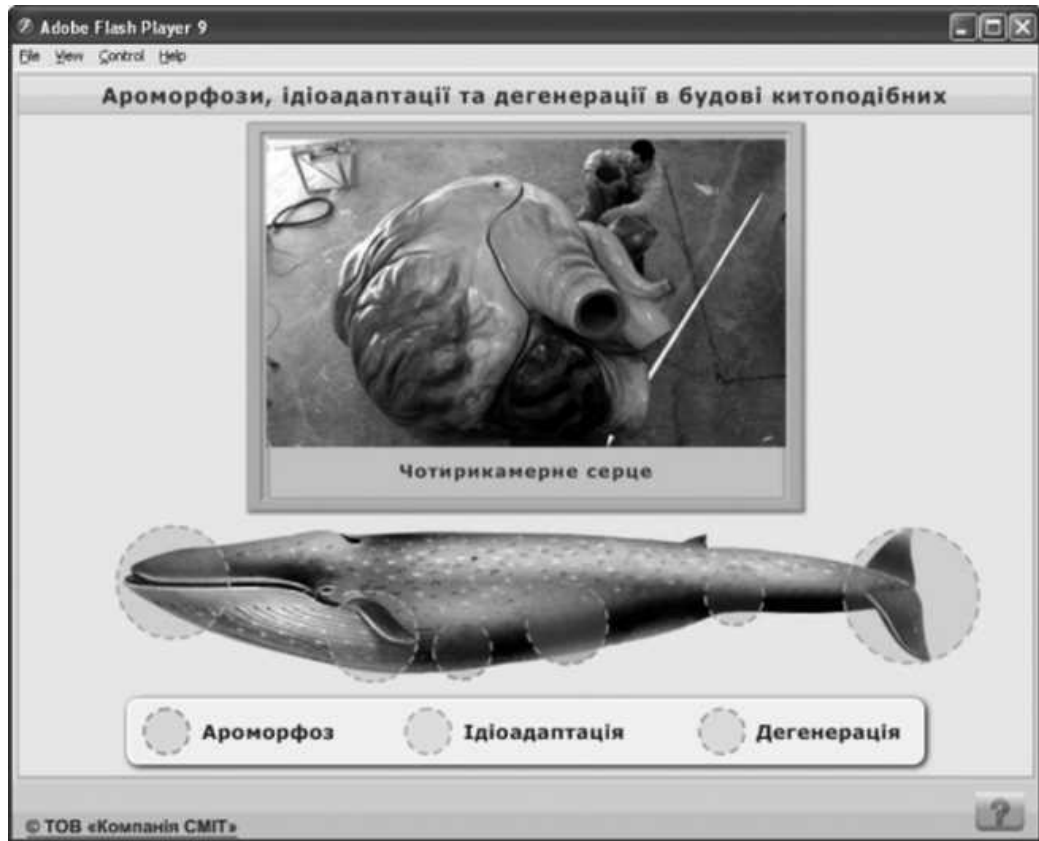 Adobe Flash Player 9
File View Control Help
Ароморфози, ідіоадаптації та дегенерації в будові китоподібних
Чотирикамерне серце
Ароморфоз Ідіоадаптація Дегенерація
© ТОВ «Компанія СМІТ»
?